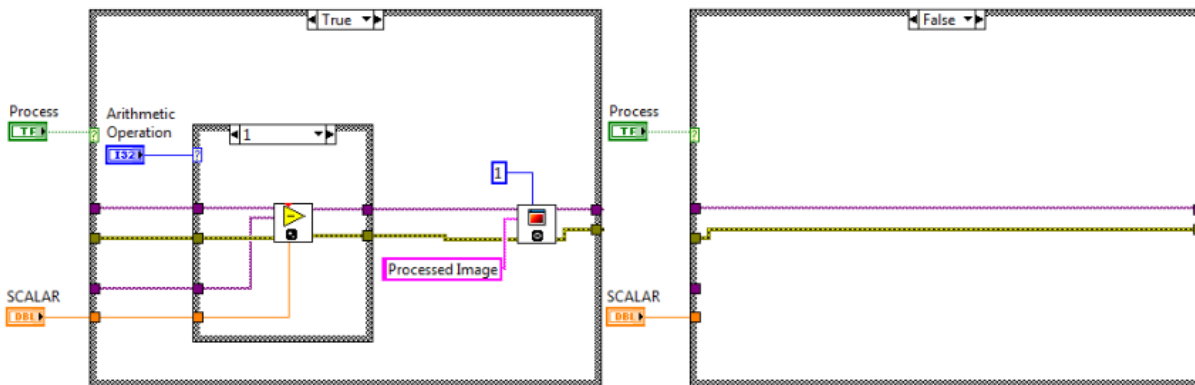 True
Process
TF
?
Arithmetic
Operation
I32
?
1
1
Processed Image
SCALAR
DBL
False
Process
TF
?
SCALAR
DBL